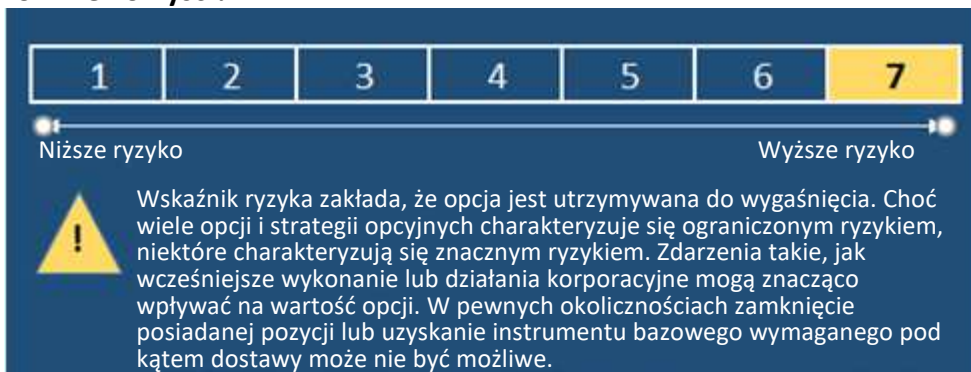 1 2 3 4 5 6 7
Niższe ryzyko Wyższe ryzyko
! Wskaźnik ryzyka zakłada, że opcja jest utrzymywana do wygaśnięcia. Choć
wiele opcji i strategii opcyjnych charakteryzuje się ograniczonym ryzykiem,
niektóre charakteryzują się znacznym ryzykiem. Zdarzenia takie, jak
wcześniejsze wykonanie lub działania korporacyjne mogą znacząco
wpływać na wartość opcji. W pewnych okolicznościach zamknięcie
posiadanej pozycji lub uzyskanie instrumentu bazowego wymaganego pod
kątem dostawy może nie być możliwe.